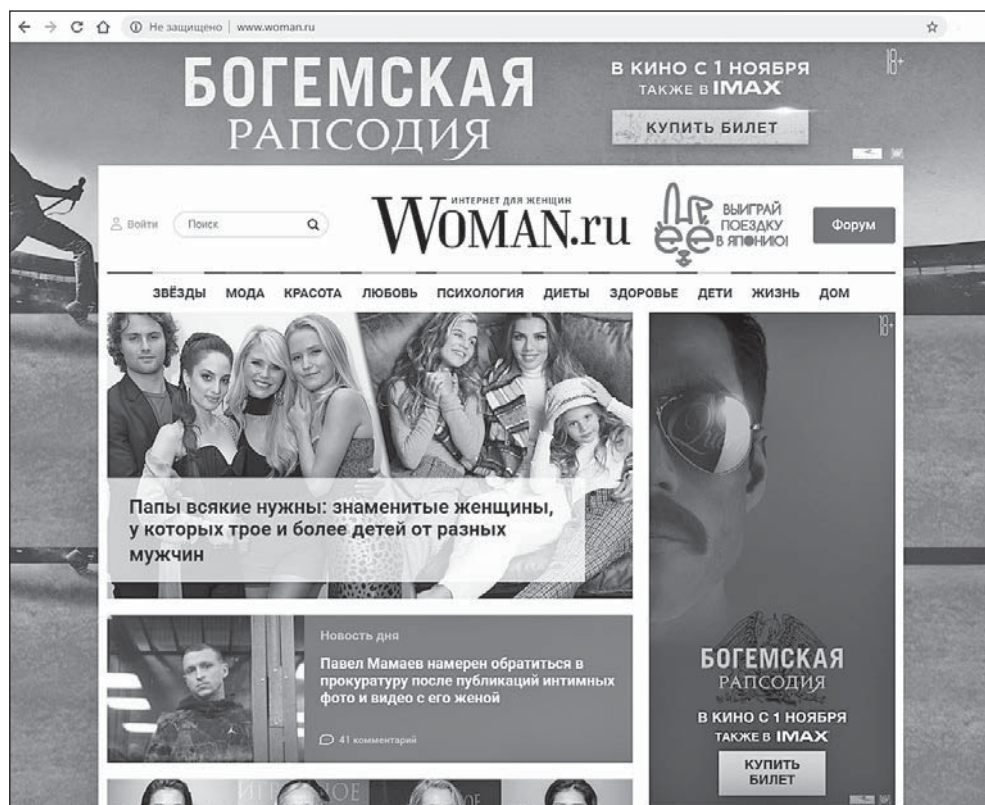 Не защищено | www.woman.ru
БОГЕМСКАЯ
РАПСОДИЯ
В КИНО С 1 НОЯБРЯ
ТАКЖЕ В IMAX
КУПИТЬ БИЛЕТ
18+
Войти
Поиск
ИНТЕРНЕТ ДЛЯ ЖЕНЩИН
WOMAN.ru
ВЫИГРАЙ
ПОЕЗДКУ
В ЯПОНИЮ!
Форум
ЗВЁЗДЫ МОДА КРАСОТА ЛЮБОВЬ ПСИХОЛОГИЯ ДИЕТЫ ЗДОРОВЬЕ ДЕТИ ЖИЗНЬ ДОМ
Папы всякие нужны: знаменитые женщины,
у которых трое и более детей от разных
мужчин
18+
Новость дня
Павел Мамаев намерен обратиться в
прокуратуру после публикаций интимных
фото и видео с его женой
41 комментарий
БОГЕМСКАЯ
РАПСОДИЯ
В КИНО С 1 НОЯБРЯ
ТАКЖЕ В IMAX
КУПИТЬ
БИЛЕТ